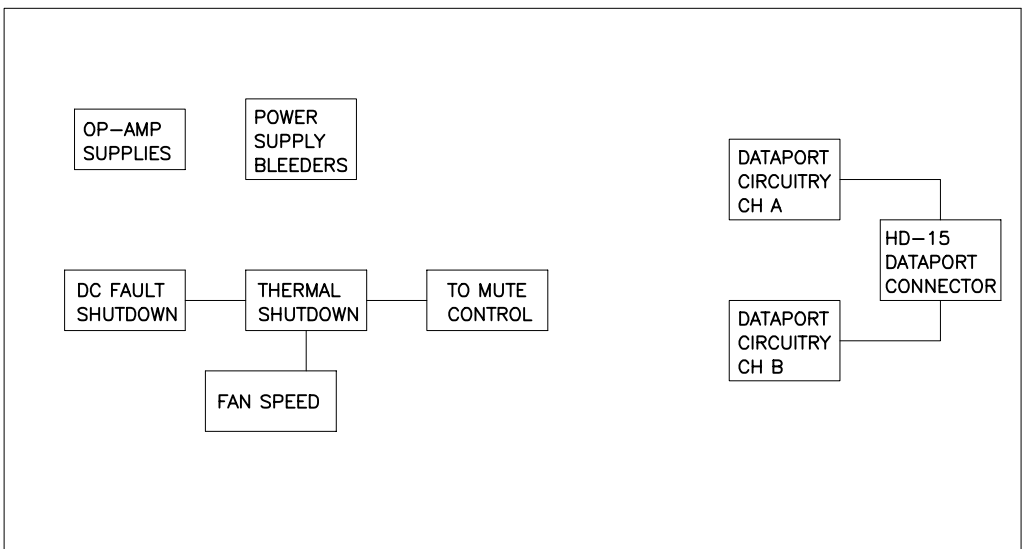 OP-AMP
SUPPLIES
POWER
SUPPLY
BLEEDERS
DATAPORT
CIRCUITRY
CH A
HD-15
DATAPORT
CONNECTOR
DC FAULT
SHUTDOWN
THERMAL
SHUTDOWN
TO MUTE
CONTROL
DATAPORT
CIRCUITRY
CH B
FAN SPEED